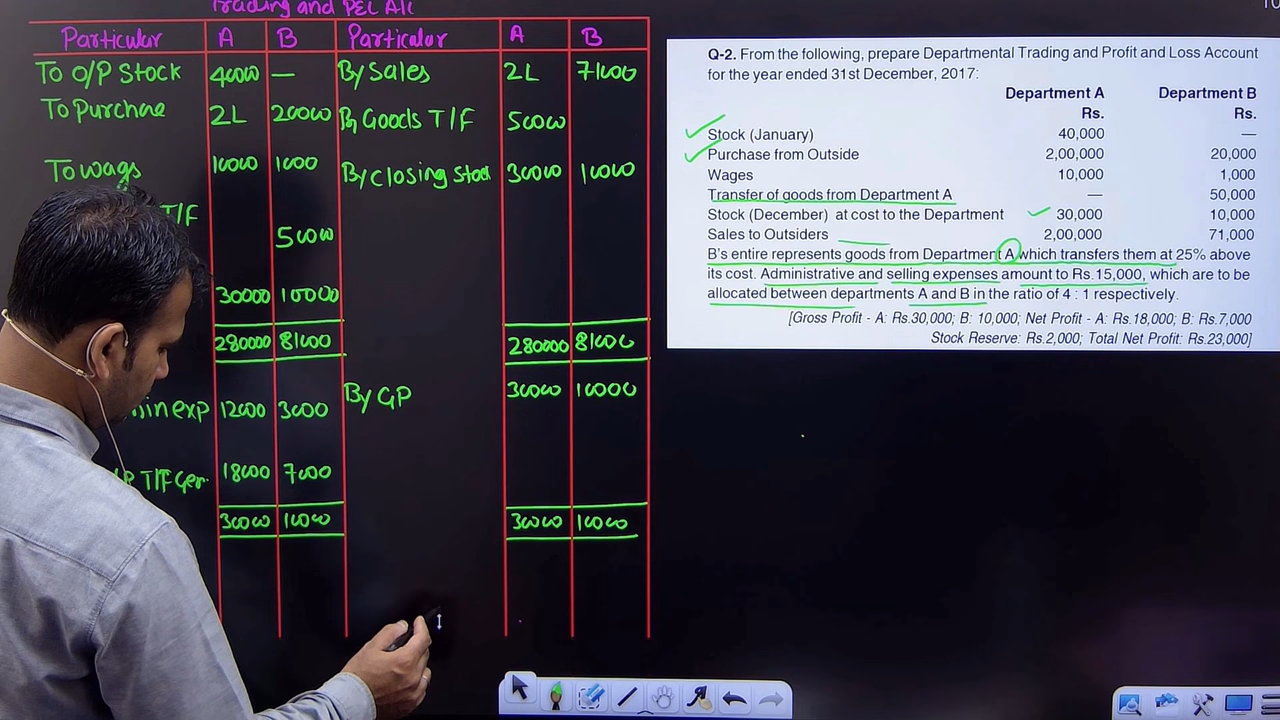 Trading and P&L A/c
Particular A B Particular A B
To O/P Stock 40000 — By Sales 2L 71000
To Purchase 2L 20000 By Goods T/F 50000
To wags 10000 1000 By Closing Stock 30000 10000
T/F
50000
30000 10000
280000 81000 280000 81000
By GP 30000 10000
min exp 12000 3000
T/F Ger. 18000 7000
30000 10000 30000 10000
10
Q-2. From the following, prepare Departmental Trading and Profit and Loss Account
for the year ended 31st December, 2017:
Department A Department B
Rs. Rs.
Stock (January) 40,000 —
Purchase from Outside 2,00,000 20,000
Wages 10,000 1,000
Transfer of goods from Department A — 50,000
Stock (December) at cost to the Department 30,000 10,000
Sales to Outsiders 2,00,000 71,000
B's entire represents goods from Department A which transfers them at 25% above
its cost. Administrative and selling expenses amount to Rs.15,000, which are to be
allocated between departments A and B in the ratio of 4 : 1 respectively.
[Gross Profit - A: Rs.30,000; B: 10,000; Net Profit - A: Rs.18,000; B: Rs.7,000
Stock Reserve: Rs.2,000; Total Net Profit: Rs.23,000]